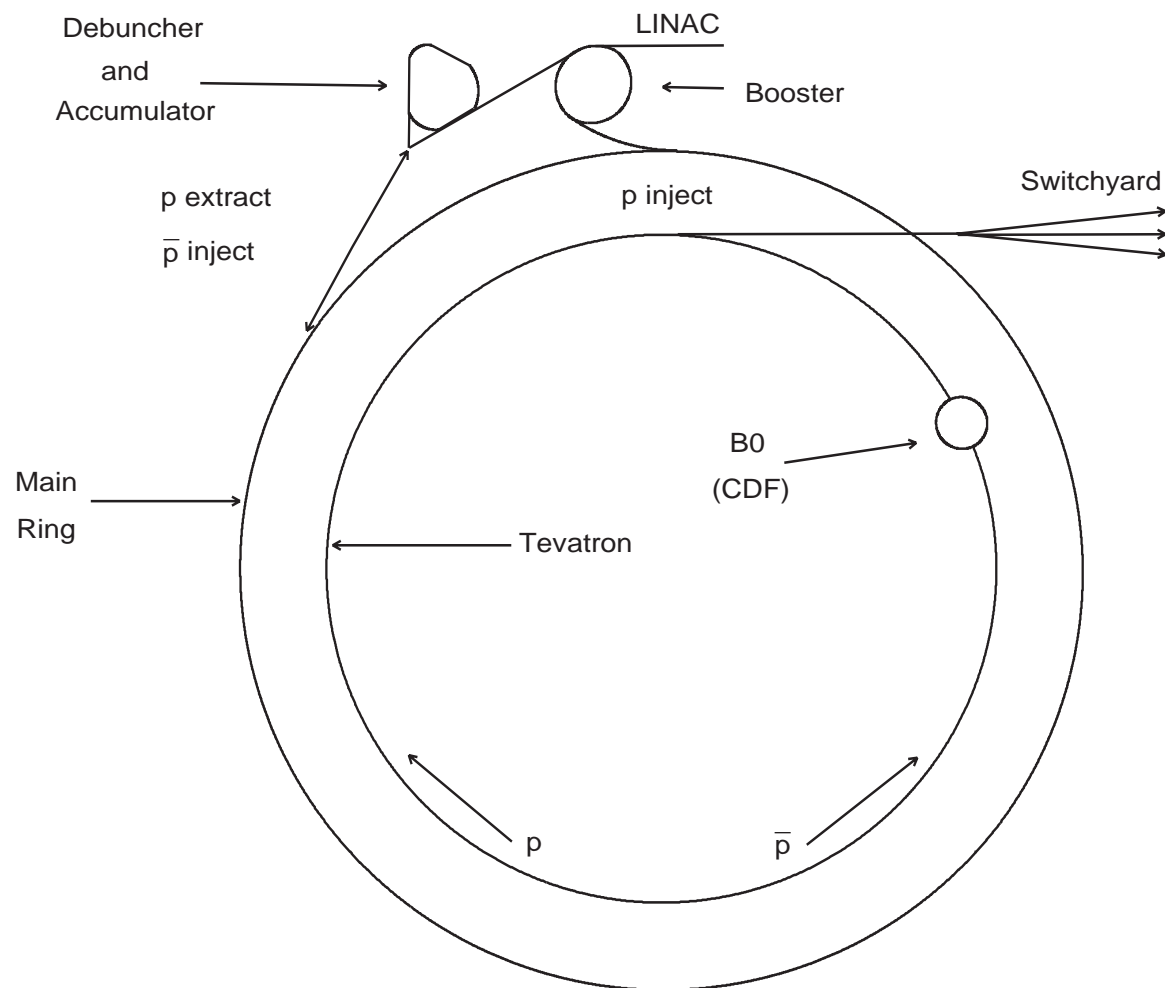 LINAC
Debuncher
and
Accumulator
Booster
p extract
p̅ inject
p inject
Switchyard
B0
(CDF)
Main
Ring
Tevatron
p
p̅